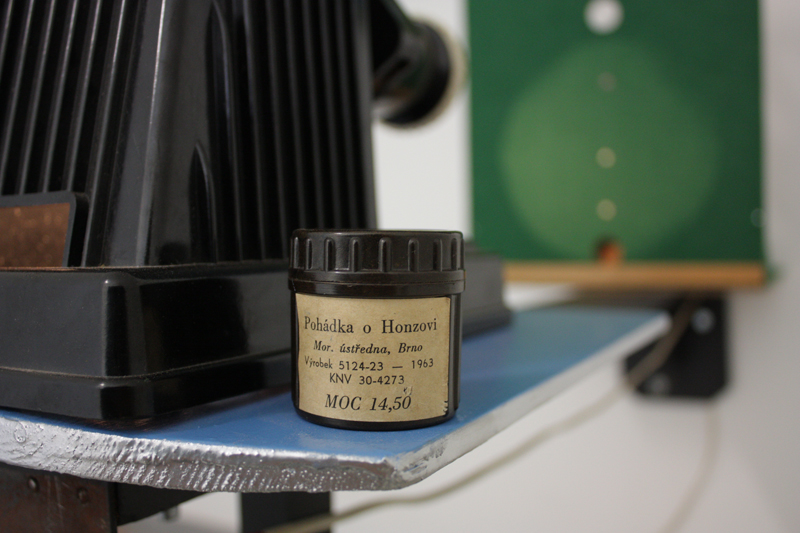 Pohádka o Honzovi
Mor. ústředna, Brno
Výrobek 5124-23 — 1963
KNV 30-4273
MOC 14,50